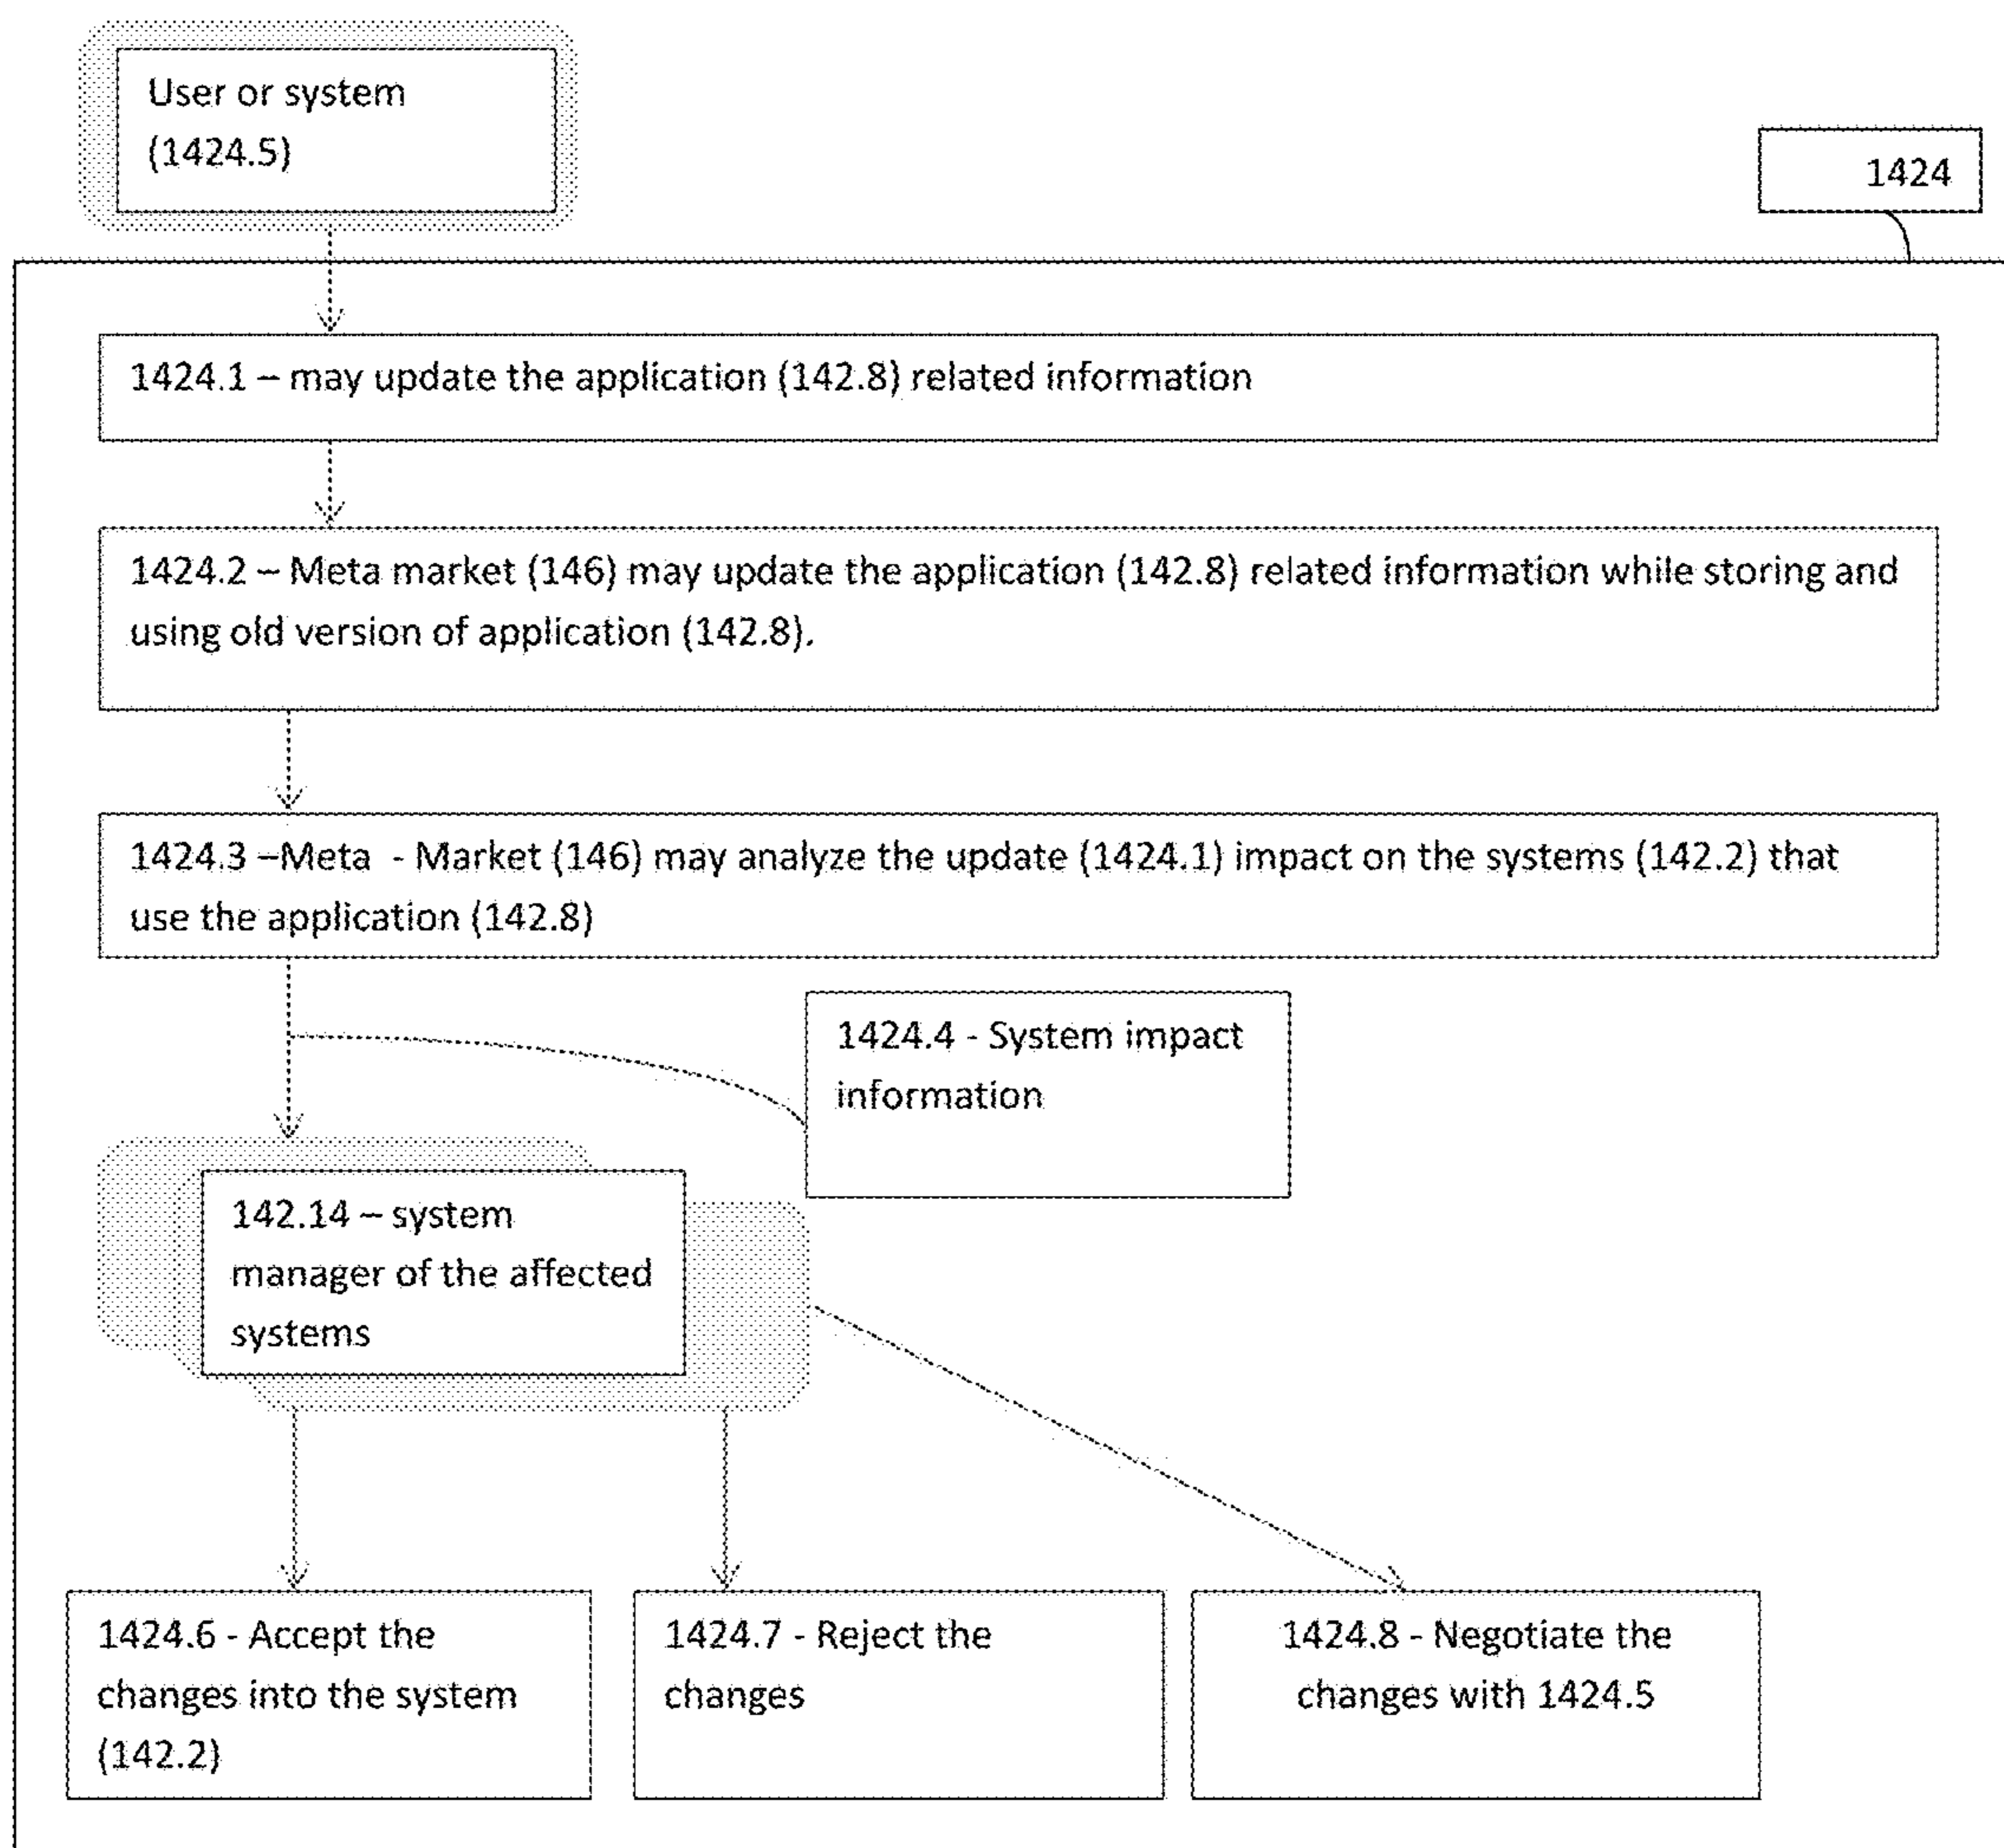 User or system
(1424.5)
1424
1424.1 – may update the application (142.8) related information
1424.2 – Meta market (146) may update the application (142.8) related information while storing and
using old version of application (142.8).
1424.3 –Meta - Market (146) may analyze the update (1424.1) impact on the systems (142.2) that
use the application (142.8)
1424.4 - System impact
information
142.14 – system
manager of the affected
systems
1424.6 - Accept the
changes into the system
(142.2)
1424.7 - Reject the
changes
1424.8 - Negotiate the
changes with 1424.5